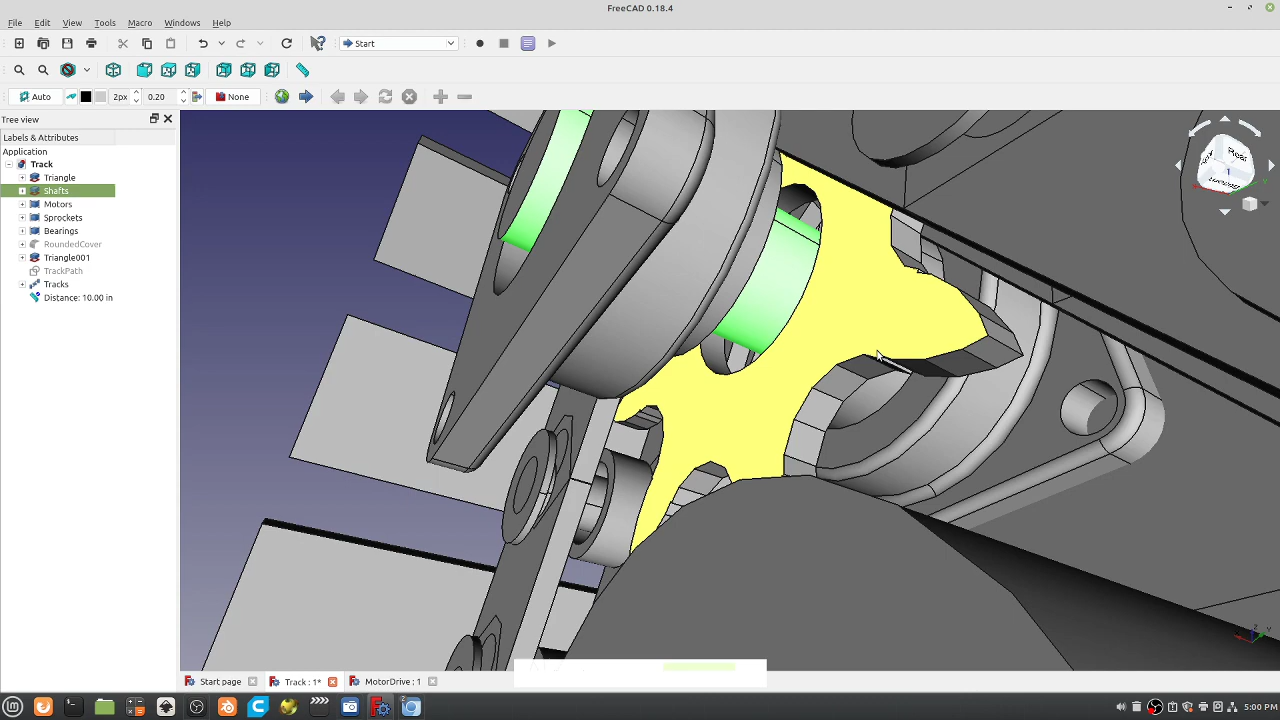 FreeCAD 0.18.4
File Edit View Tools Macro Windows Help
Start
Auto 2px 0.20 None
Tree view
Labels & Attributes
Application
Track
Triangle
Shafts
Motors
Sprockets
Bearings
RoundedCover
Triangle001
TrackPath
Tracks
Distance: 10.00 in
Start page Track : 1* MotorDrive : 1
5:00 PM